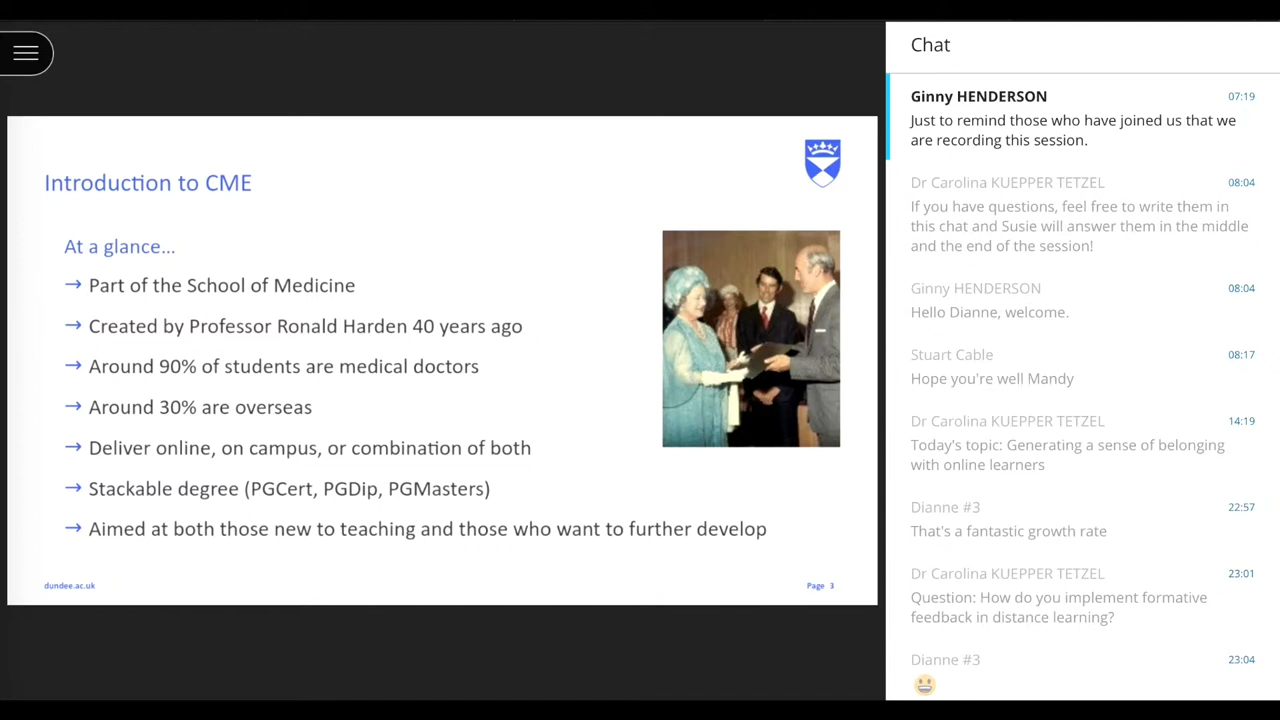 Introduction to CME
At a glance...
→ Part of the School of Medicine
→ Created by Professor Ronald Harden 40 years ago
→ Around 90% of students are medical doctors
→ Around 30% are overseas
→ Deliver online, on campus, or combination of both
→ Stackable degree (PGCert, PGDip, PGMasters)
→ Aimed at both those new to teaching and those who want to further develop
dundee.ac.uk
Page 3
Chat
Ginny HENDERSON 07:19
Just to remind those who have joined us that we
are recording this session.
Dr Carolina KUEPPER TETZEL 08:04
If you have questions, feel free to write them in
this chat and Susie will answer them in the middle
and the end of the session!
Ginny HENDERSON 08:04
Hello Dianne, welcome.
Stuart Cable 08:17
Hope you're well Mandy
Dr Carolina KUEPPER TETZEL 14:19
Today's topic: Generating a sense of belonging
with online learners
Dianne #3 22:57
That's a fantastic growth rate
Dr Carolina KUEPPER TETZEL 23:01
Question: How do you implement formative
feedback in distance learning?
Dianne #3 23:04